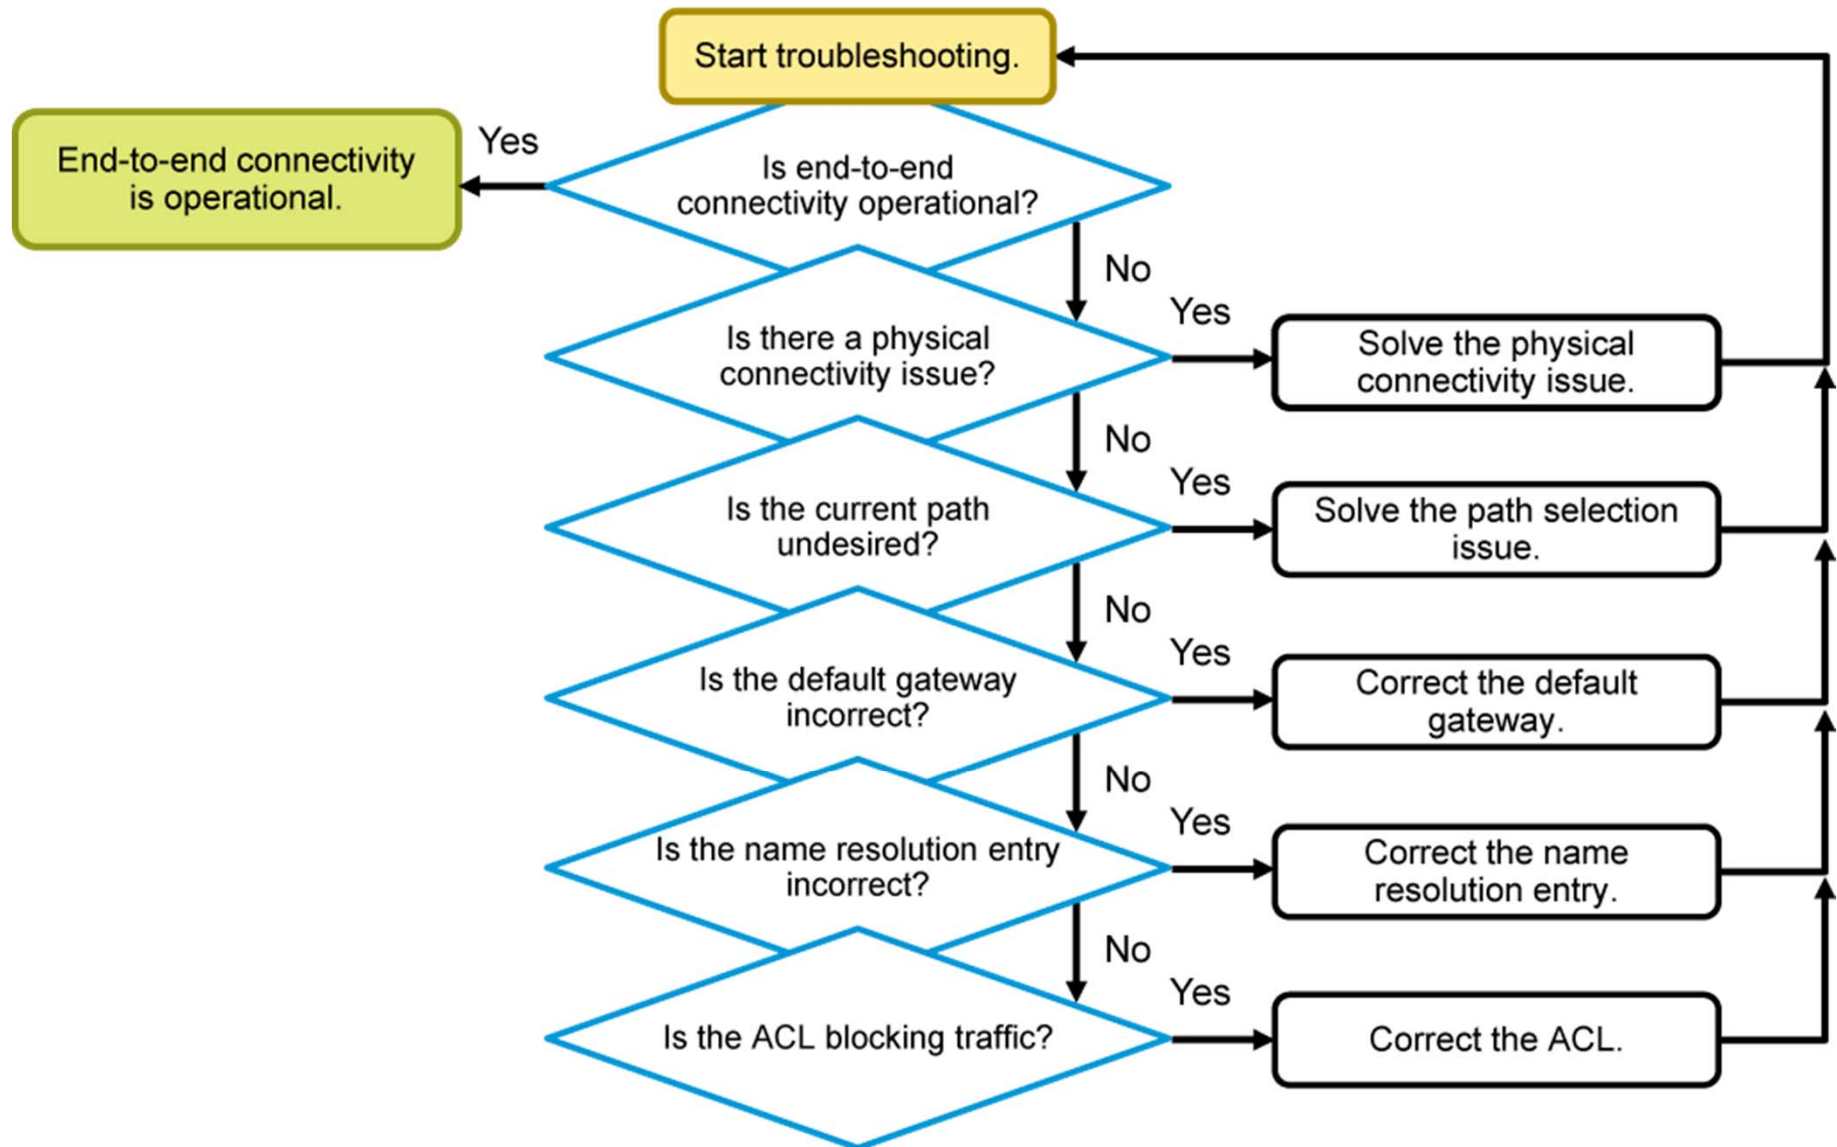 Start troubleshooting.
End-to-end connectivity
is operational.
Yes
Is end-to-end
connectivity operational?
No
Is there a physical
connectivity issue?
Yes
Solve the physical
connectivity issue.
No
Is the current path
undesired?
Yes
Solve the path selection
issue.
No
Is the default gateway
incorrect?
Yes
Correct the default
gateway.
No
Is the name resolution entry
incorrect?
Yes
Correct the name
resolution entry.
No
Is the ACL blocking traffic?
Yes
Correct the ACL.